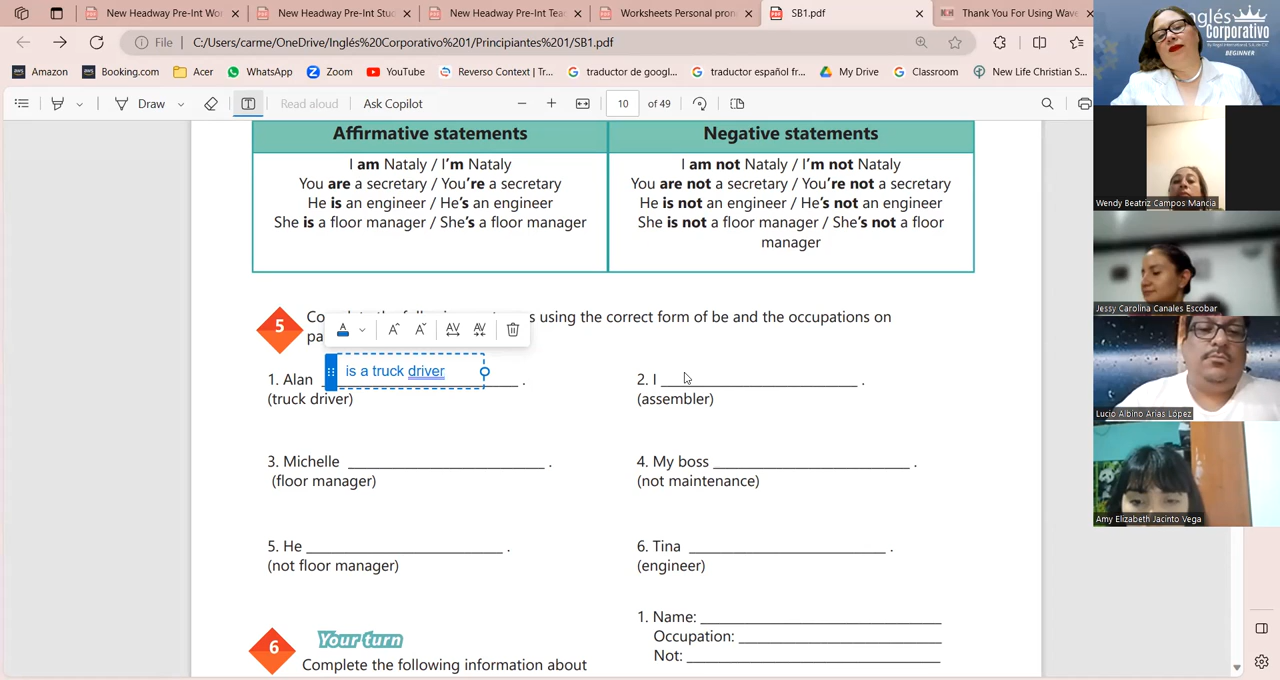 New Headway Pre-Int Wo
New Headway Pre-Int Stu
New Headway Pre-Int Tea
Worksheets Personal pron
SB1.pdf
Thank You For Using Wave
File
C:/Users/carme/OneDrive/Inglés%20Corporativo%201/Principiantes%201/SB1.pdf
Amazon
Booking.com
Acer
WhatsApp
Zoom
YouTube
Reverso Context | Tr...
traductor de googl...
traductor español fr...
My Drive
Classroom
New Life Christian S...
Draw
Read aloud
Ask Copilot
10
of 49
Affirmative statements
I am Nataly / I'm Nataly
You are a secretary / You're a secretary
He is an engineer / He's an engineer
She is a floor manager / She's a floor manager
Negative statements
I am not Nataly / I'm not Nataly
You are not a secretary / You're not a secretary
He is not an engineer / He's not an engineer
She is not a floor manager / She's not a floor
manager
5
using the correct form of be and the occupations on
1. Alan is a truck driver .
(truck driver)
2. I ____________________ .
(assembler)
3. Michelle ____________________ .
(floor manager)
4. My boss ____________________ .
(not maintenance)
5. He ____________________ .
(not floor manager)
6. Tina ____________________ .
(engineer)
6
Your turn
Complete the following information about
1. Name: ____________________
Occupation: ____________________
Not: ____________________
Inglés
Corporativo
BEGINNER
Wendy Beatriz Campos Mancia
Jessy Carolina Canales Escobar
Lucio Albino Arias López
Amy Elizabeth Jacinto Vega